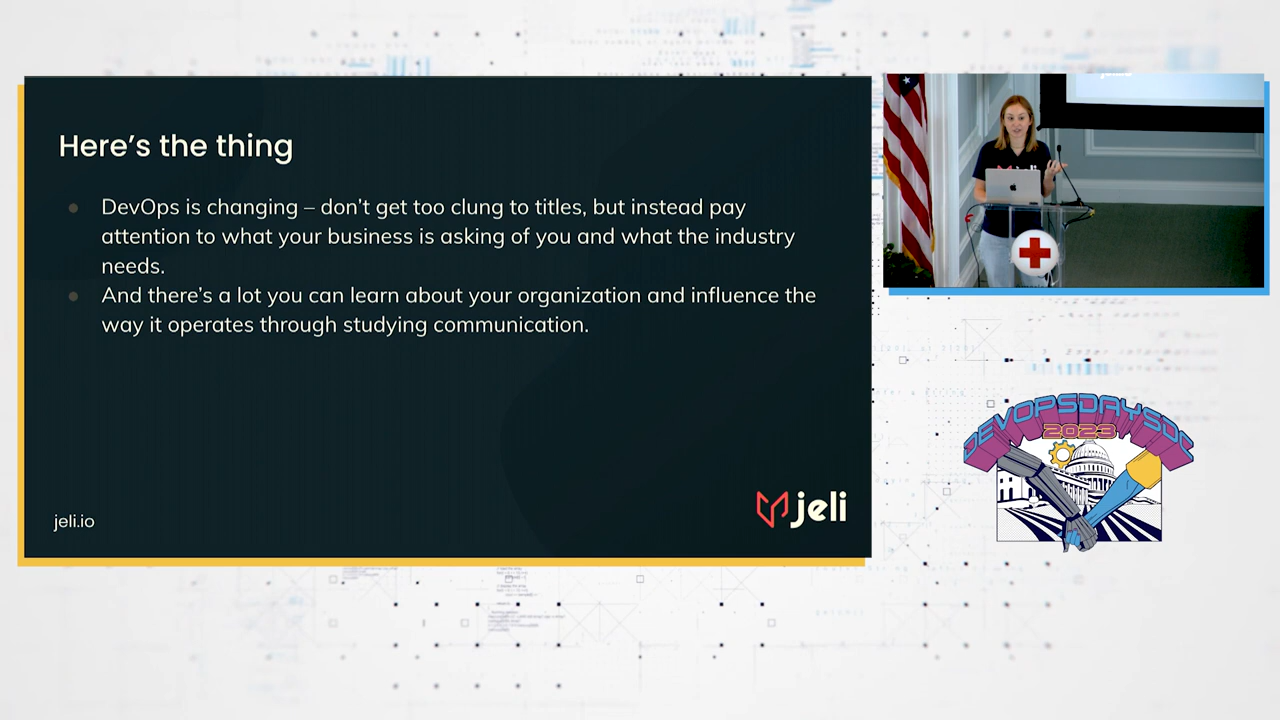 Here’s the thing
DevOps is changing – don’t get too clung to titles, but instead pay
attention to what your business is asking of you and what the industry
needs.
And there’s a lot you can learn about your organization and influence the
way it operates through studying communication.
jeli.io
jeli
DEVOPSDAYSDC
2023